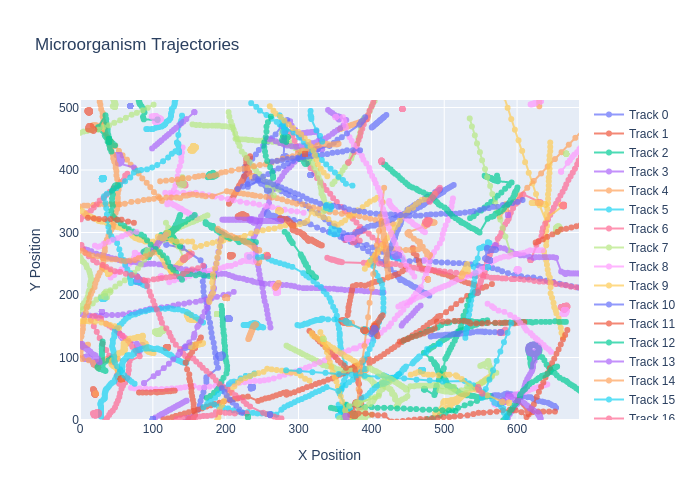 Microorganism Trajectories
500
400
300
200
100
0
0 100 200 300 400 500 600
Y Position
X Position
Track 0
Track 1
Track 2
Track 3
Track 4
Track 5
Track 6
Track 7
Track 8
Track 9
Track 10
Track 11
Track 12
Track 13
Track 14
Track 15
Track 16